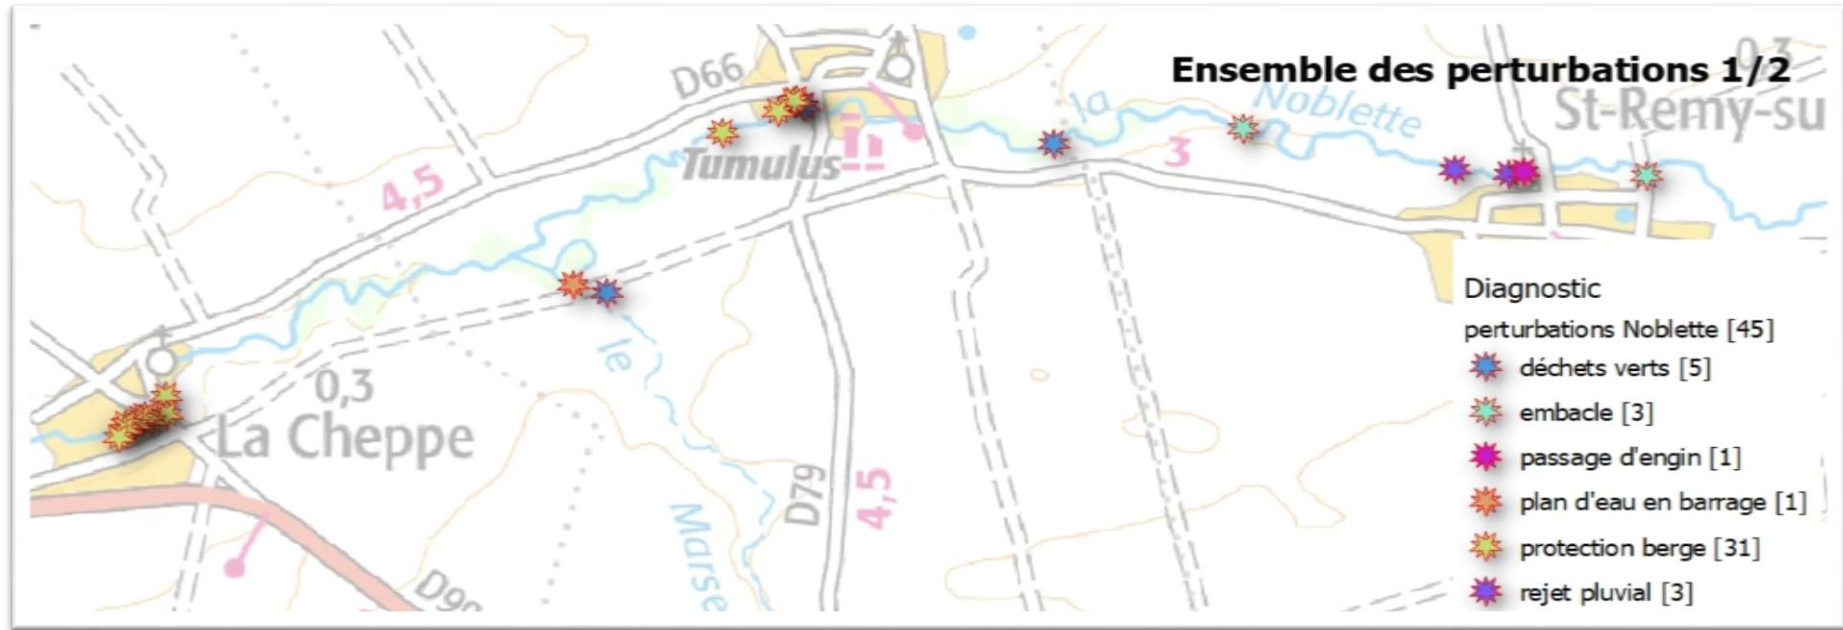 Ensemble des perturbations 1/2
0,3
D66
la
Noblette
St-Remy-su
Tumulus
3
4,5
le
0,3
La Cheppe
D79
4,5
Marse
D90
Diagnostic
perturbations Noblette [45]
déchets verts [5]
embacle [3]
passage d'engin [1]
plan d'eau en barrage [1]
protection berge [31]
rejet pluvial [3]